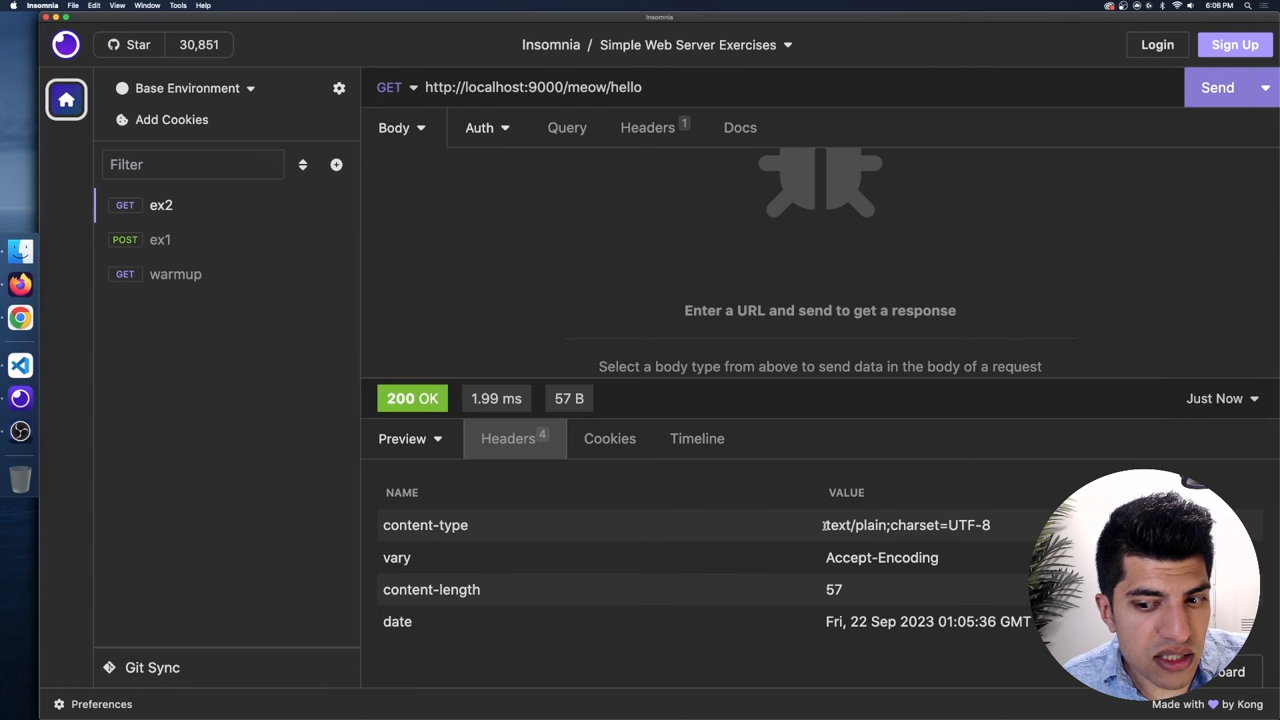 Insomnia File Edit View Window Tools Help 6:06 PM
Insomnia
Star 30,851 Insomnia / Simple Web Server Exercises Login Sign Up
Base Environment
Add Cookies
Filter
GET ex2
POST ex1
GET warmup
Git Sync
GET http://localhost:9000/meow/hello Send
Body Auth Query Headers 1 Docs
Enter a URL and send to get a response
Select a body type from above to send data in the body of a request
200 OK 1.99 ms 57 B Just Now
Preview Headers 4 Cookies Timeline
NAME VALUE
content-type text/plain;charset=UTF-8
vary Accept-Encoding
content-length 57
date Fri, 22 Sep 2023 01:05:36 GMT
Preferences Made with by Kong